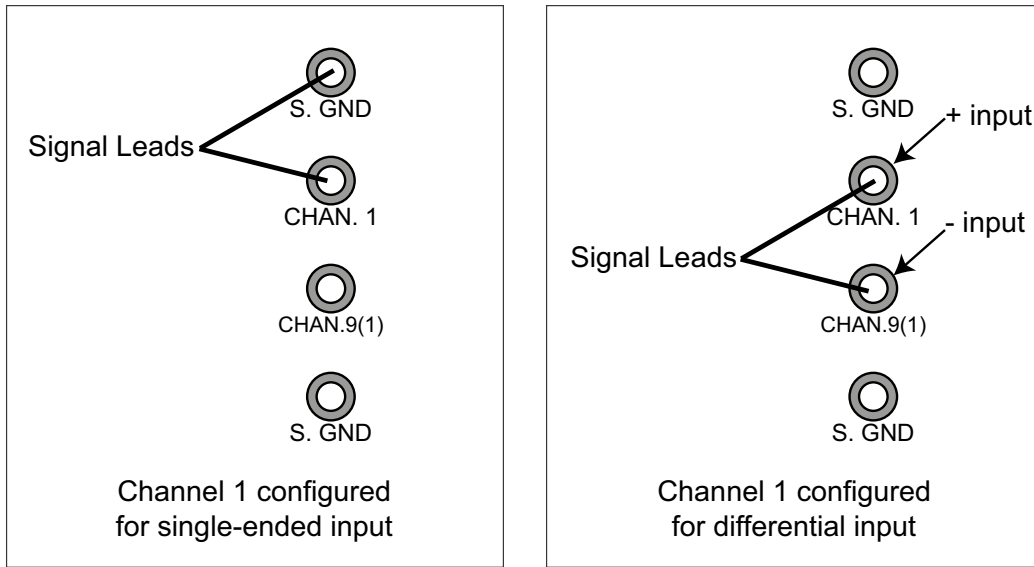 S. GND
Signal Leads
CHAN. 1
CHAN.9(1)
S. GND
Channel 1 configured
for single-ended input
S. GND
+ input
CHAN. 1
- input
Signal Leads
CHAN.9(1)
S. GND
Channel 1 configured
for differential input